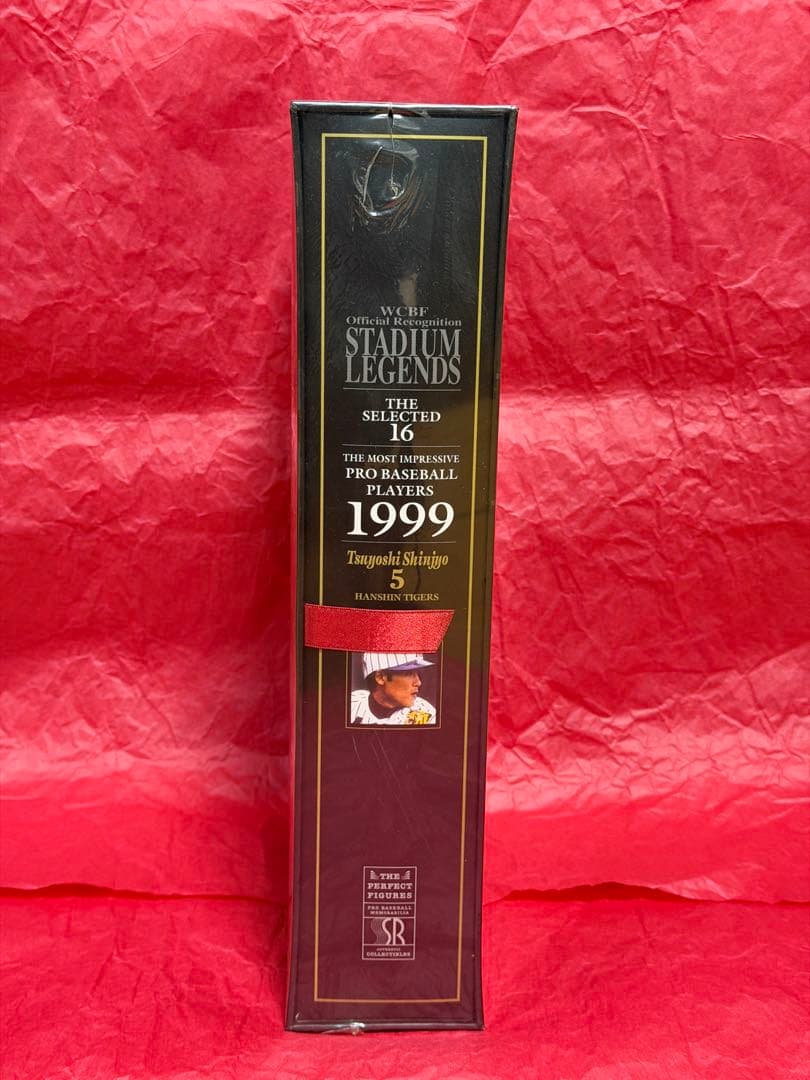 WCBF
Official Recognition
STADIUM
LEGENDS
THE
SELECTED
16
THE MOST IMPRESSIVE
PRO BASEBALL
PLAYERS
1999
Tsuyoshi Shinjyo
5
HANSHIN TIGERS
THE
PERFECT
FIGURES
PRO BASEBALL
MEMORABILIA
SR
AUTHENTIC
COLLECTIBLES